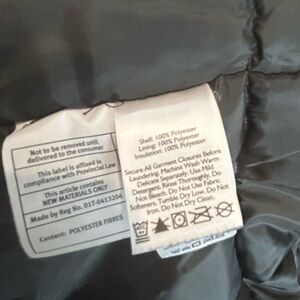 Not to be removed until
delivered to the consumer
This label is affixed in
compliance with Provincial Law
This article contains
NEW MATERIALS ONLY
Made by Reg No. 01T-0413204
Content: POLYESTER FIBRES
Shell: 100% Polyester
Lining: 100% Polyester
Insulation: 100% Polyester
Secure All Garment Closures Before
Laundering. Machine Wash Warm
Delicate Separately. Use Mild
Detergent. Rinse Thoroughly. Do
Not Bleach. Do Not Use Fabric
Softeners. Tumble Dry Low. Do Not
Iron. Do Not Dry Clean.